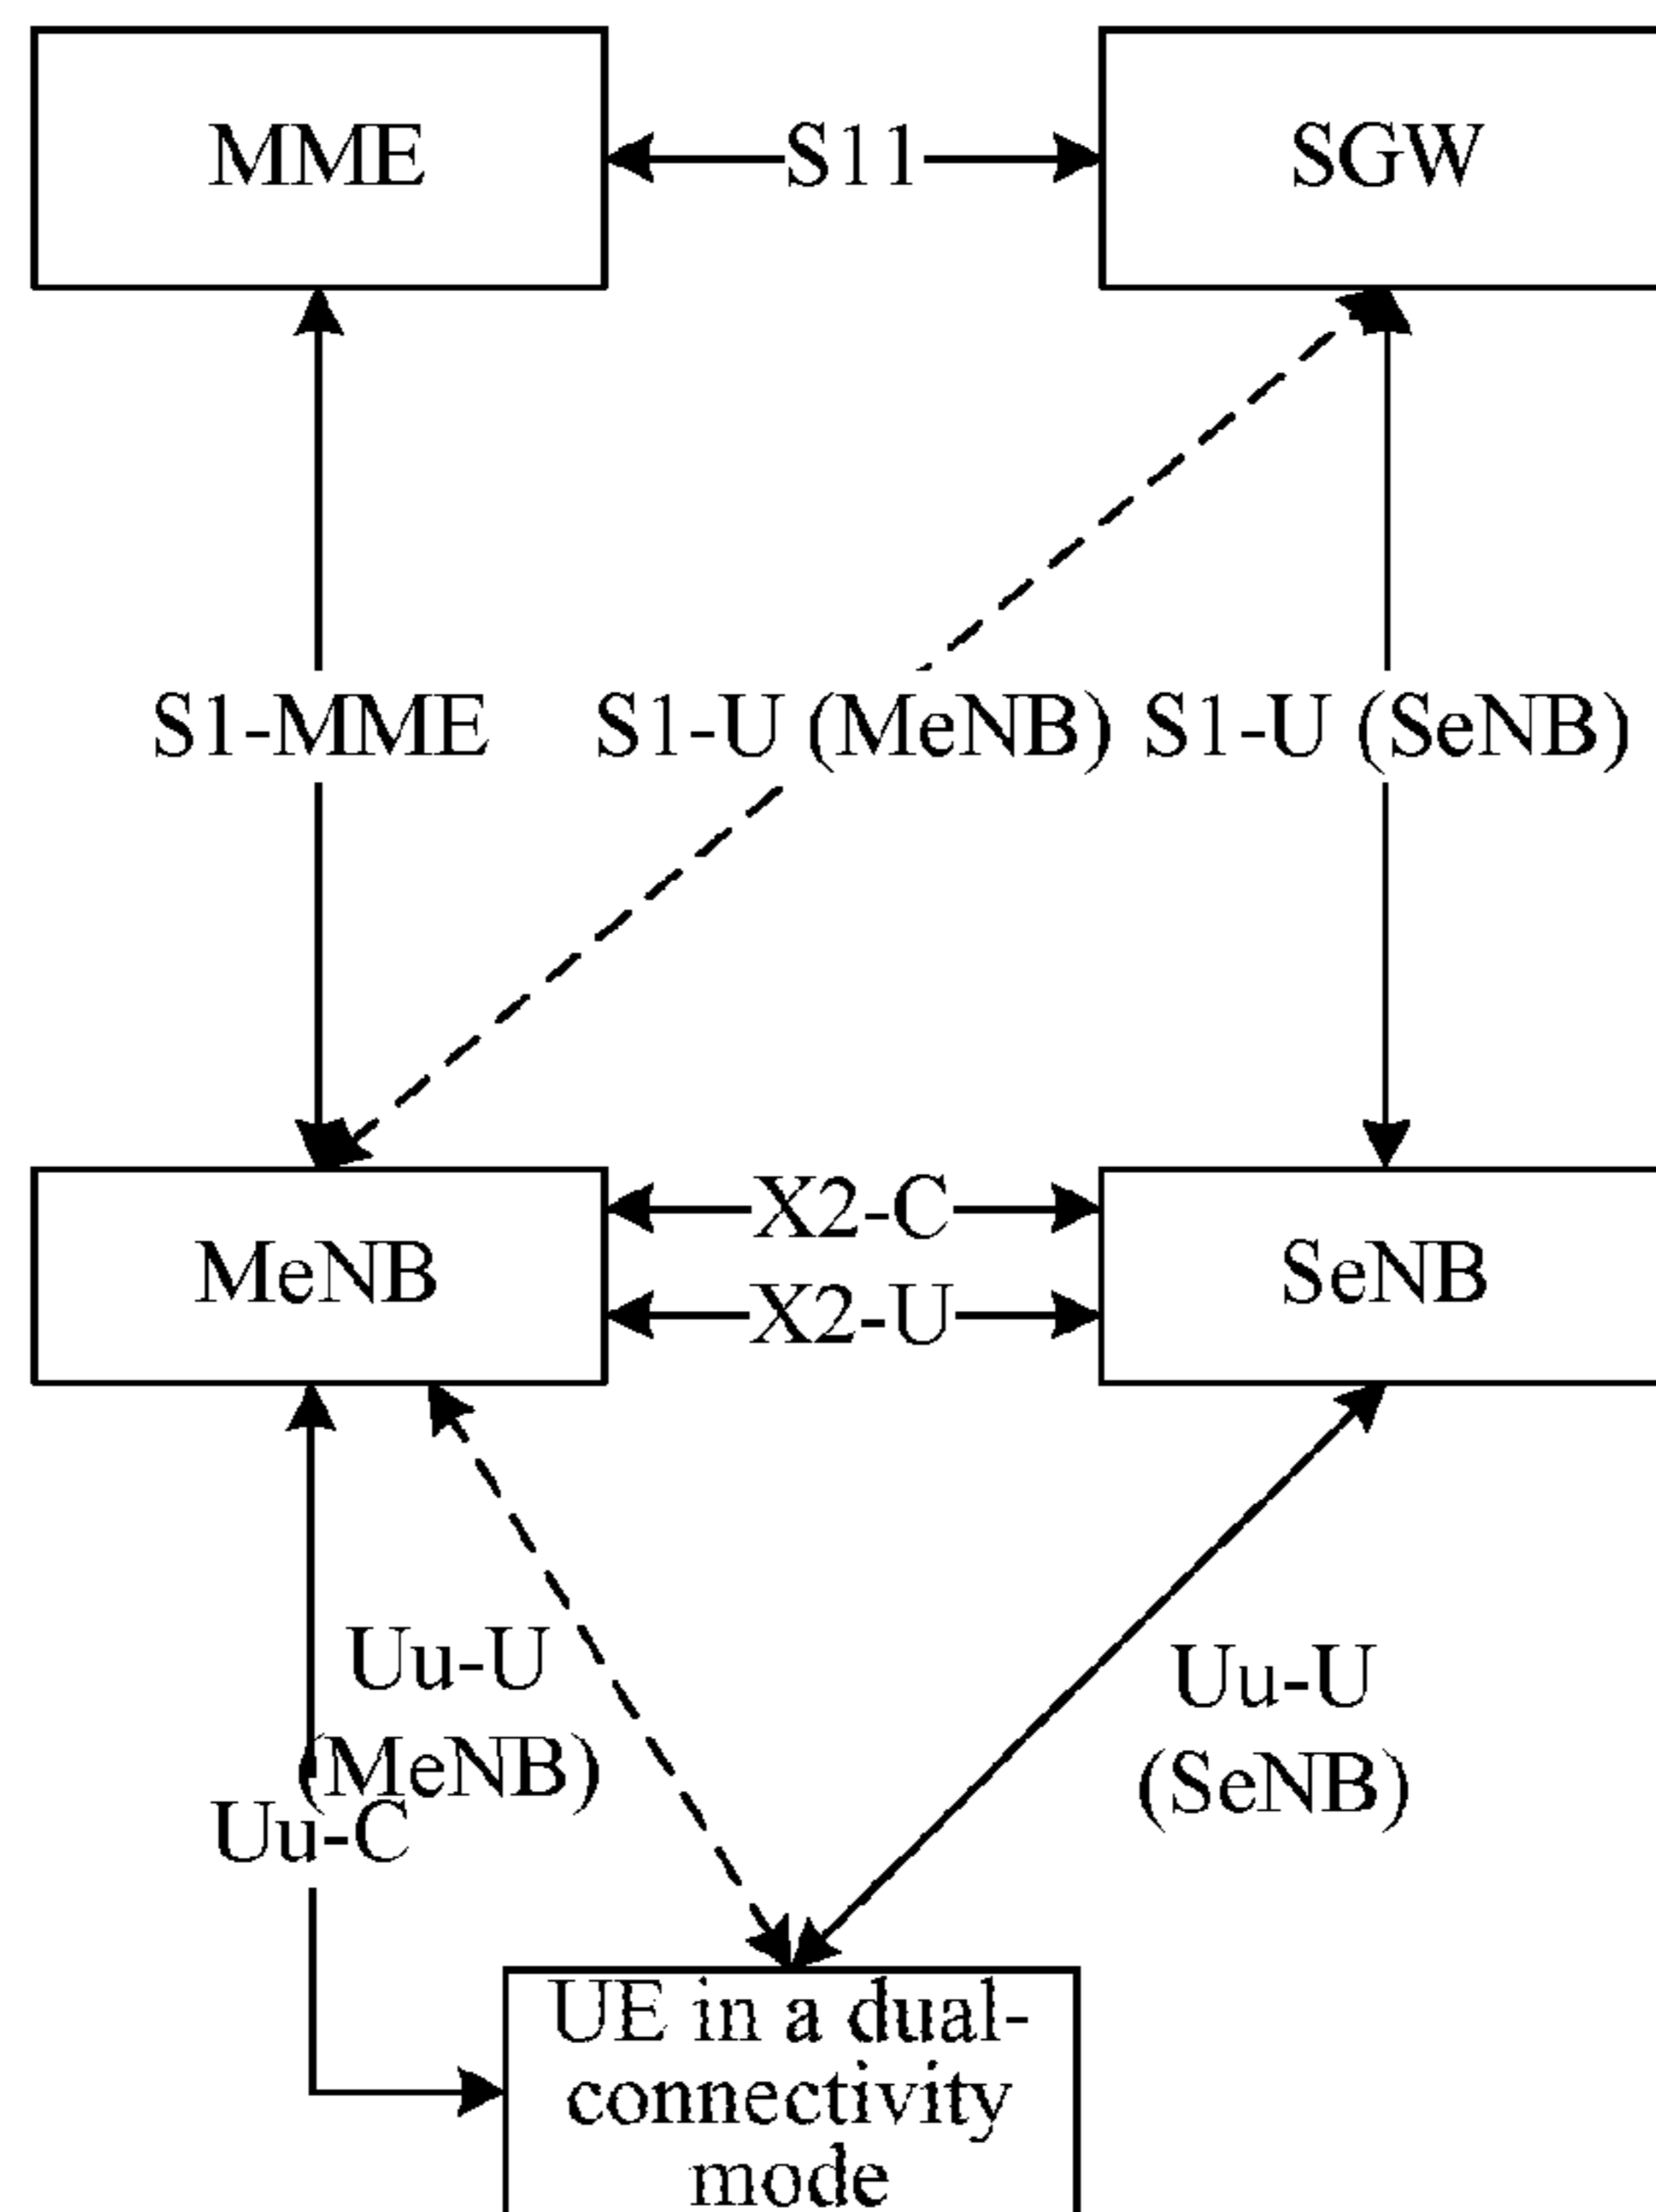 MME
S11
SGW
S1-MME
S1-U (MeNB)
S1-U (SeNB)
X2-C
MeNB
SeNB
X2-U
Uu-U
(MeNB)
Uu-U
(SeNB)
Uu-C
UE in a dual-
connectivity
mode